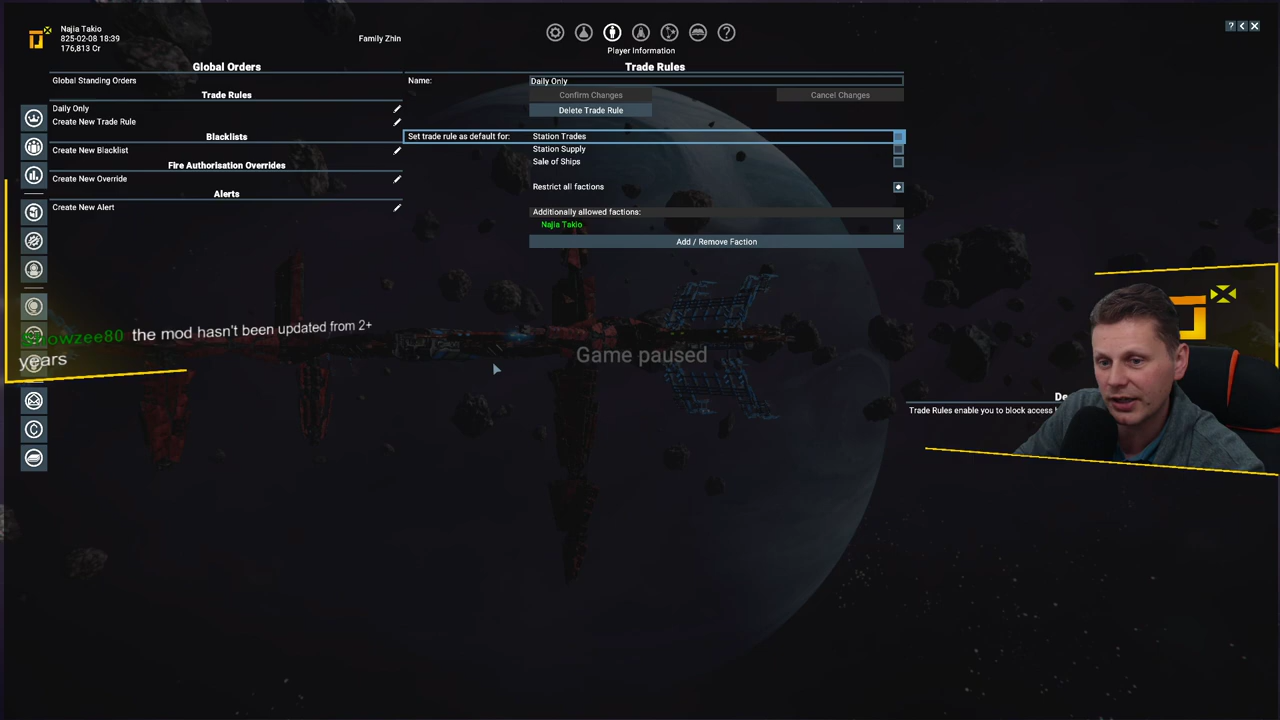 Najia Takio
825-02-08 18:39
176,813 Cr
Family Zhin
Player Information
? < X
Global Orders
Global Standing Orders
Trade Rules
Daily Only
Create New Trade Rule
Blacklists
Create New Blacklist
Fire Authorisation Overrides
Create New Override
Alerts
Create New Alert
Trade Rules
Name:
Daily Only
Confirm Changes
Cancel Changes
Delete Trade Rule
Set trade rule as default for:
Station Trades
Station Supply
Sale of Ships
Restrict all factions
Additionally allowed factions:
Najia Takio
x
Add / Remove Faction
the mod hasn't been updated from 2+
years
Game paused
Trade Rules enable you to block access